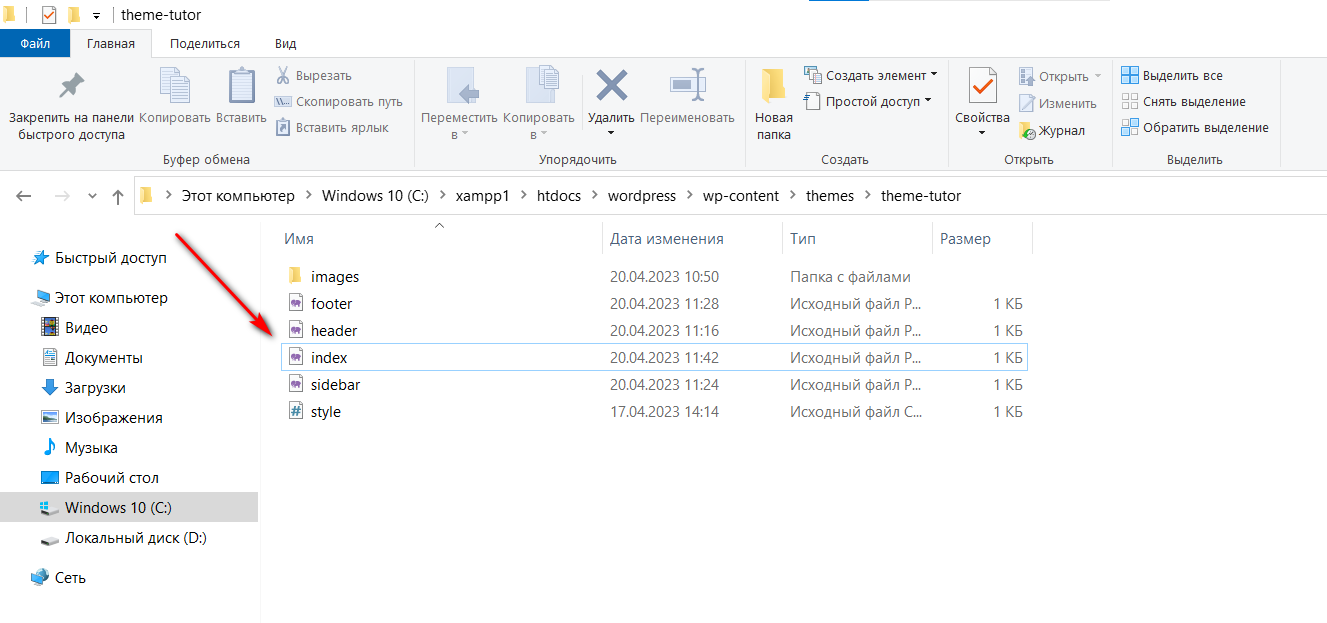 theme-tutor
Файл Главная Поделиться Вид
Закрепить на панели быстрого доступа
Копировать
Вставить
Вырезать
Скопировать путь
Вставить ярлык
Буфер обмена
Переместить в
Копировать в
Удалить
Переименовать
Упорядочить
Новая папка
Создать элемент
Простой доступ
Создать
Свойства
Открыть
Изменить
Журнал
Открыть
Выделить все
Снять выделение
Обратить выделение
Выделить
Этот компьютер > Windows 10 (C:) > xampp1 > htdocs > wordpress > wp-content > themes > theme-tutor
Быстрый доступ
Этот компьютер
Видео
Документы
Загрузки
Изображения
Музыка
Рабочий стол
Windows 10 (C:)
Локальный диск (D:)
Сеть
Имя Дата изменения Тип Размер
images 20.04.2023 10:50 Папка с файлами
footer 20.04.2023 11:28 Исходный файл P... 1 КБ
header 20.04.2023 11:16 Исходный файл P... 1 КБ
index 20.04.2023 11:42 Исходный файл P... 1 КБ
sidebar 20.04.2023 11:24 Исходный файл P... 1 КБ
style 17.04.2023 14:14 Исходный файл C... 1 КБ